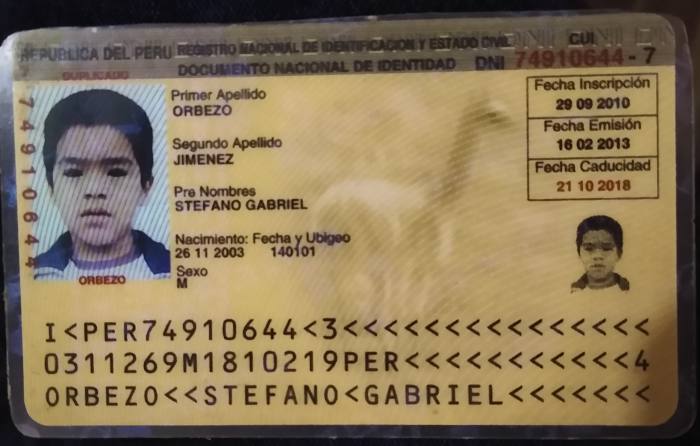 REPUBLICA DEL PERU REGISTRO NACIONAL DE IDENTIFICACION Y ESTADO CIVIL CUI
DUPLICADO DOCUMENTO NACIONAL DE IDENTIDAD DNI 74910644 - 7
74910644
Primer Apellido
ORBEZO
Segundo Apellido
JIMENEZ
Pre Nombres
STEFANO GABRIEL
Nacimiento: Fecha y Ubigeo
26 11 2003 140101
Sexo
M
ORBEZO
Fecha Inscripción
29 09 2010
Fecha Emisión
16 02 2013
Fecha Caducidad
21 10 2018
I<PER74910644<3<<<<<<<<<<<<<<<
0311269M1810219PER<<<<<<<<<<<4
ORBEZO<<STEFANO<GABRIEL<<<<<<<